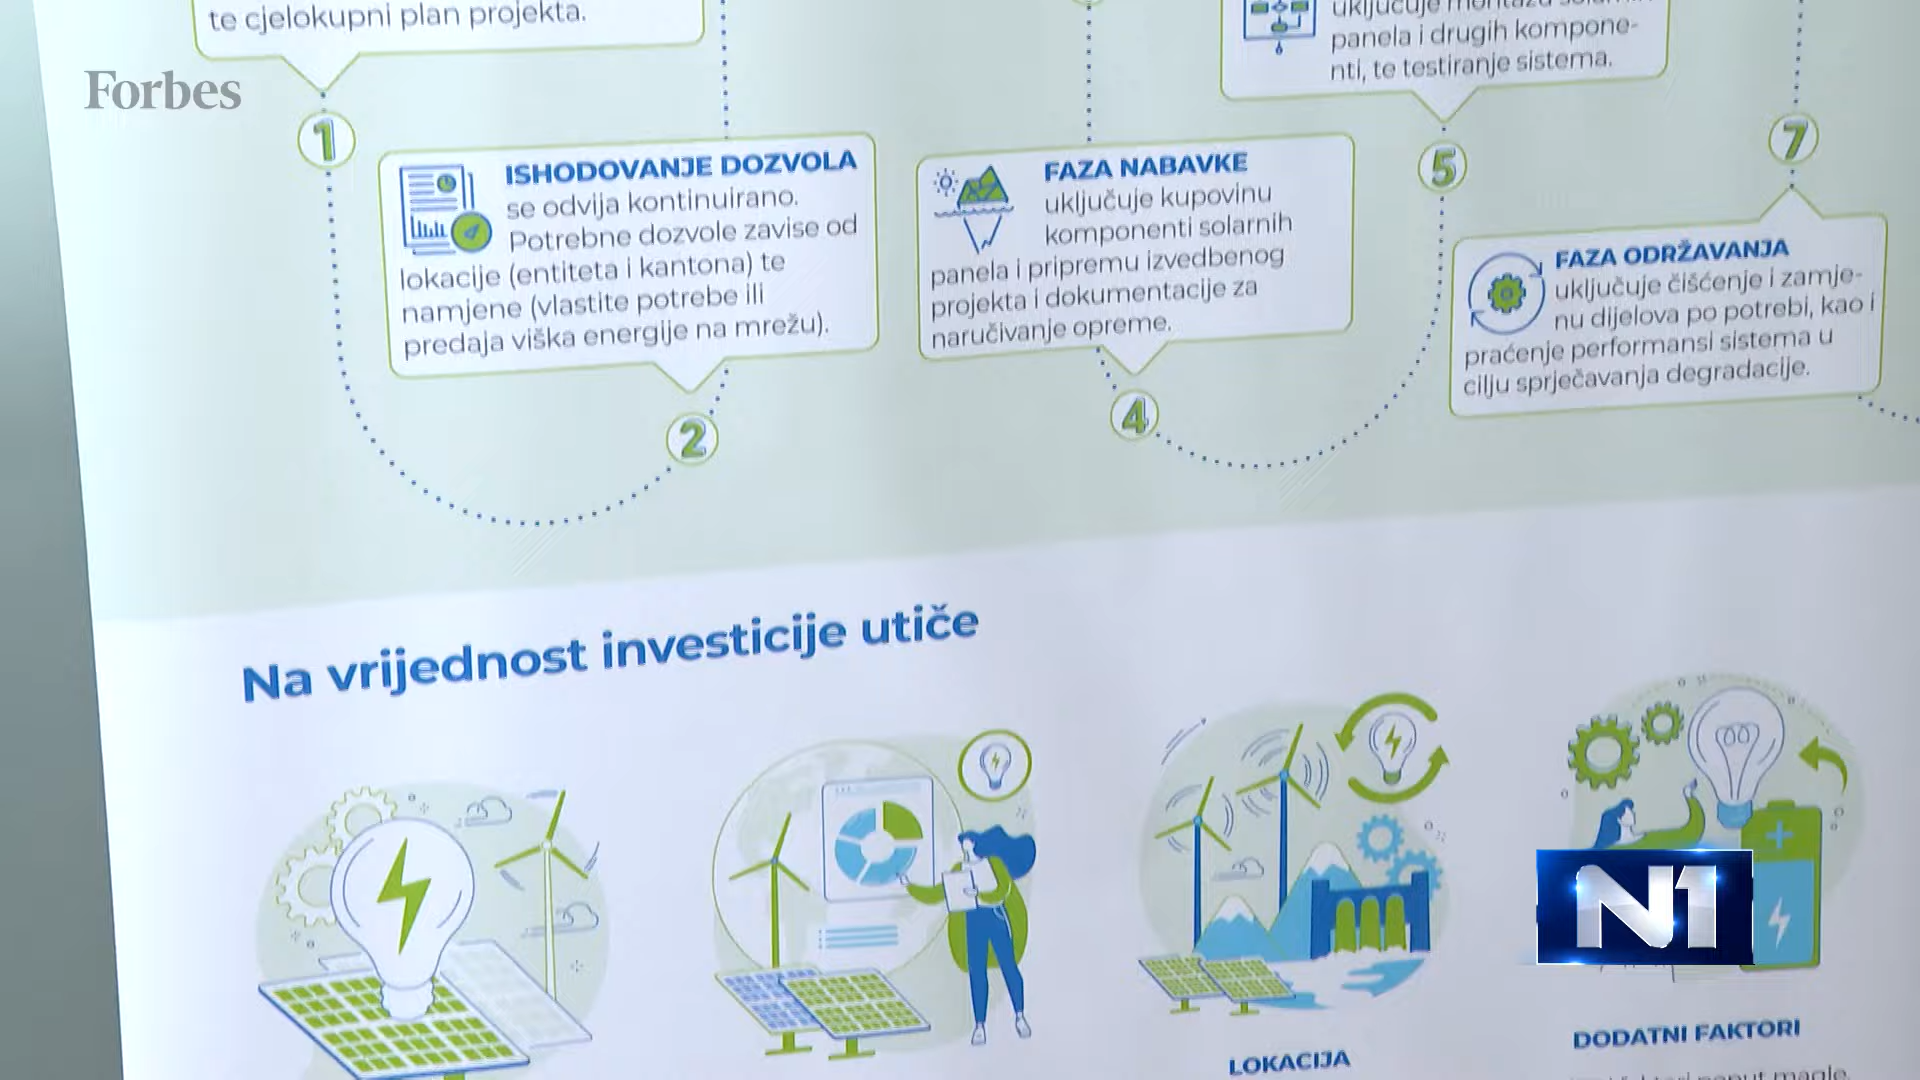 te cjelokupni plan projekta.
Forbes
1
ISHODOVANJE DOZVOLA
se odvija kontinuirano.
Potrebne dozvole zavise od
lokacije (entiteta i kantona) te
namjene (vlastite potrebe ili
predaja viška energije na mrežu).
2
FAZA NABAVKE
uključuje kupovinu
komponenti solarnih
panela i pripremu izvedbenog
projekta i dokumentacije za
naručivanje opreme.
4
uključuje montažu
panela i drugih kompone-
nti, te testiranje sistema.
5
7
FAZA ODRŽAVANJA
uključuje čišćenje i zamje-
nu dijelova po potrebi, kao i
praćenje performansi sistema u
cilju sprječavanja degradacije.
Na vrijednost investicije utiče
LOKACIJA
DODATNI FAKTORI
poput magle,
N1